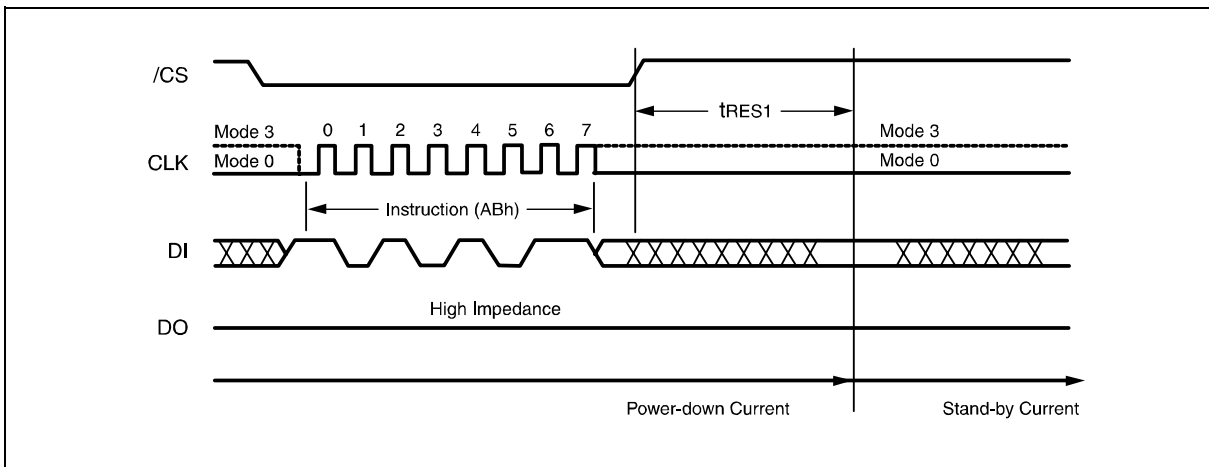 /CS
tRES1
Mode 3 0 1 2 3 4 5 6 7 Mode 3
CLK Mode 0 Mode 0
Instruction (ABh)
DI
High Impedance
DO
Power-down Current Stand-by Current